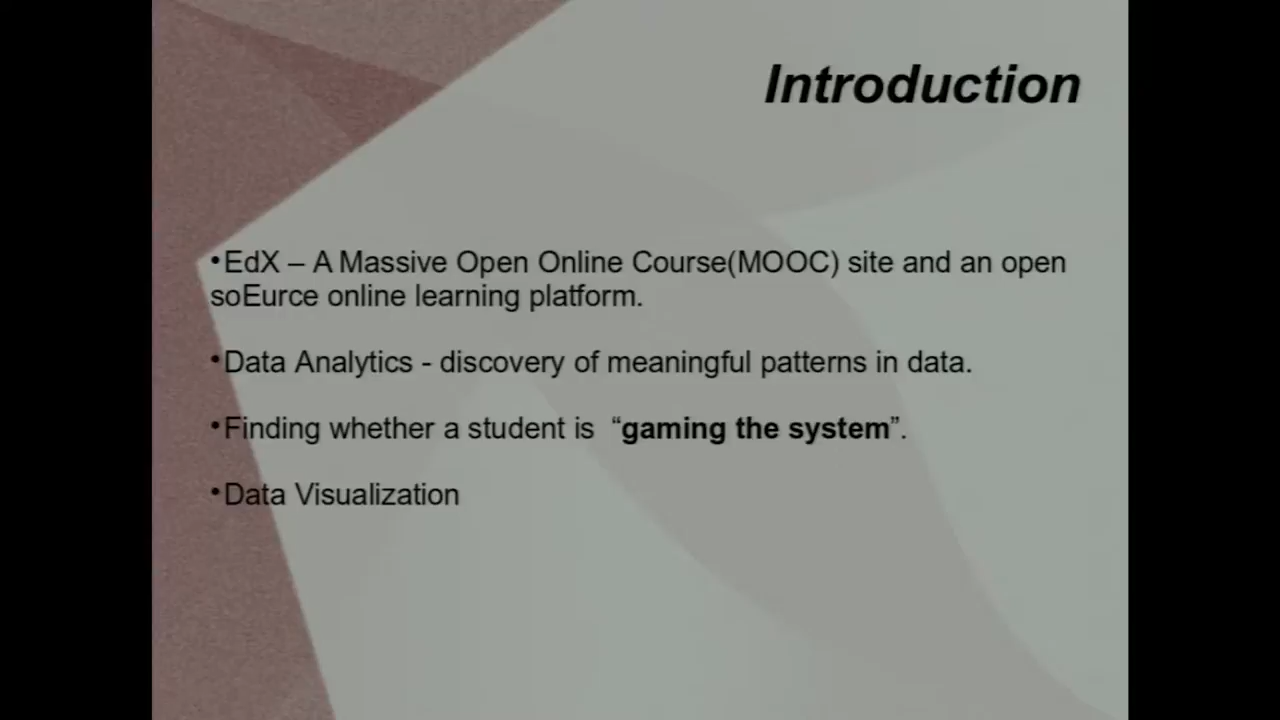 Introduction
•EdX – A Massive Open Online Course(MOOC) site and an open
soEurce online learning platform.
•Data Analytics - discovery of meaningful patterns in data.
•Finding whether a student is “gaming the system”.
•Data Visualization